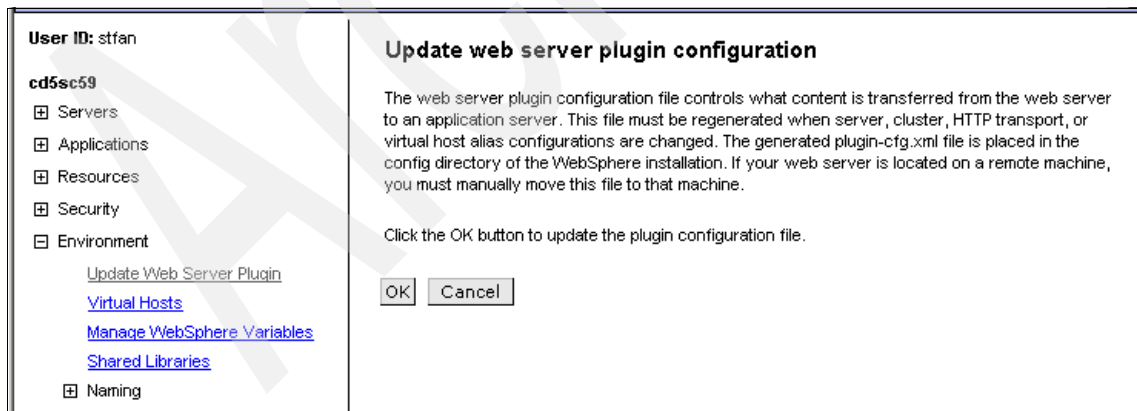 User ID: stfan
cd5sc59
Servers
Applications
Resources
Security
Environment
Update Web Server Plugin
Virtual Hosts
Manage WebSphere Variables
Shared Libraries
Naming
Update web server plugin configuration
The web server plugin configuration file controls what content is transferred from the web server
to an application server. This file must be regenerated when server, cluster, HTTP transport, or
virtual host alias configurations are changed. The generated plugin-cfg.xml file is placed in the
config directory of the WebSphere installation. If your web server is located on a remote machine,
you must manually move this file to that machine.
Click the OK button to update the plugin configuration file.
OK Cancel